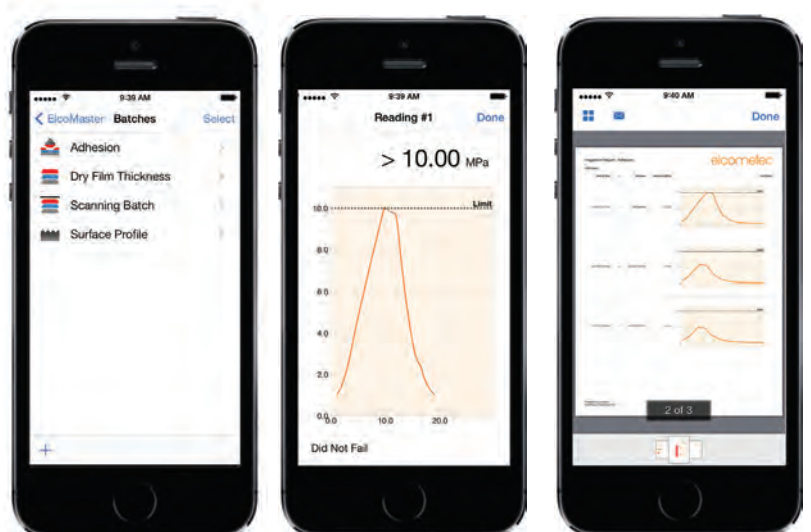 9:39 AM
ElcoMaster Batches Select
Adhesion
Dry Film Thickness
Scanning Batch
Surface Profile
9:39 AM
Reading #1 Done
> 10.00 MPa
Limit
10.0
8.0
6.0
4.0
2.0
0.0
0.0 10.0 20.0
Did Not Fail
9:40 AM
Done
elcometer
2 of 3